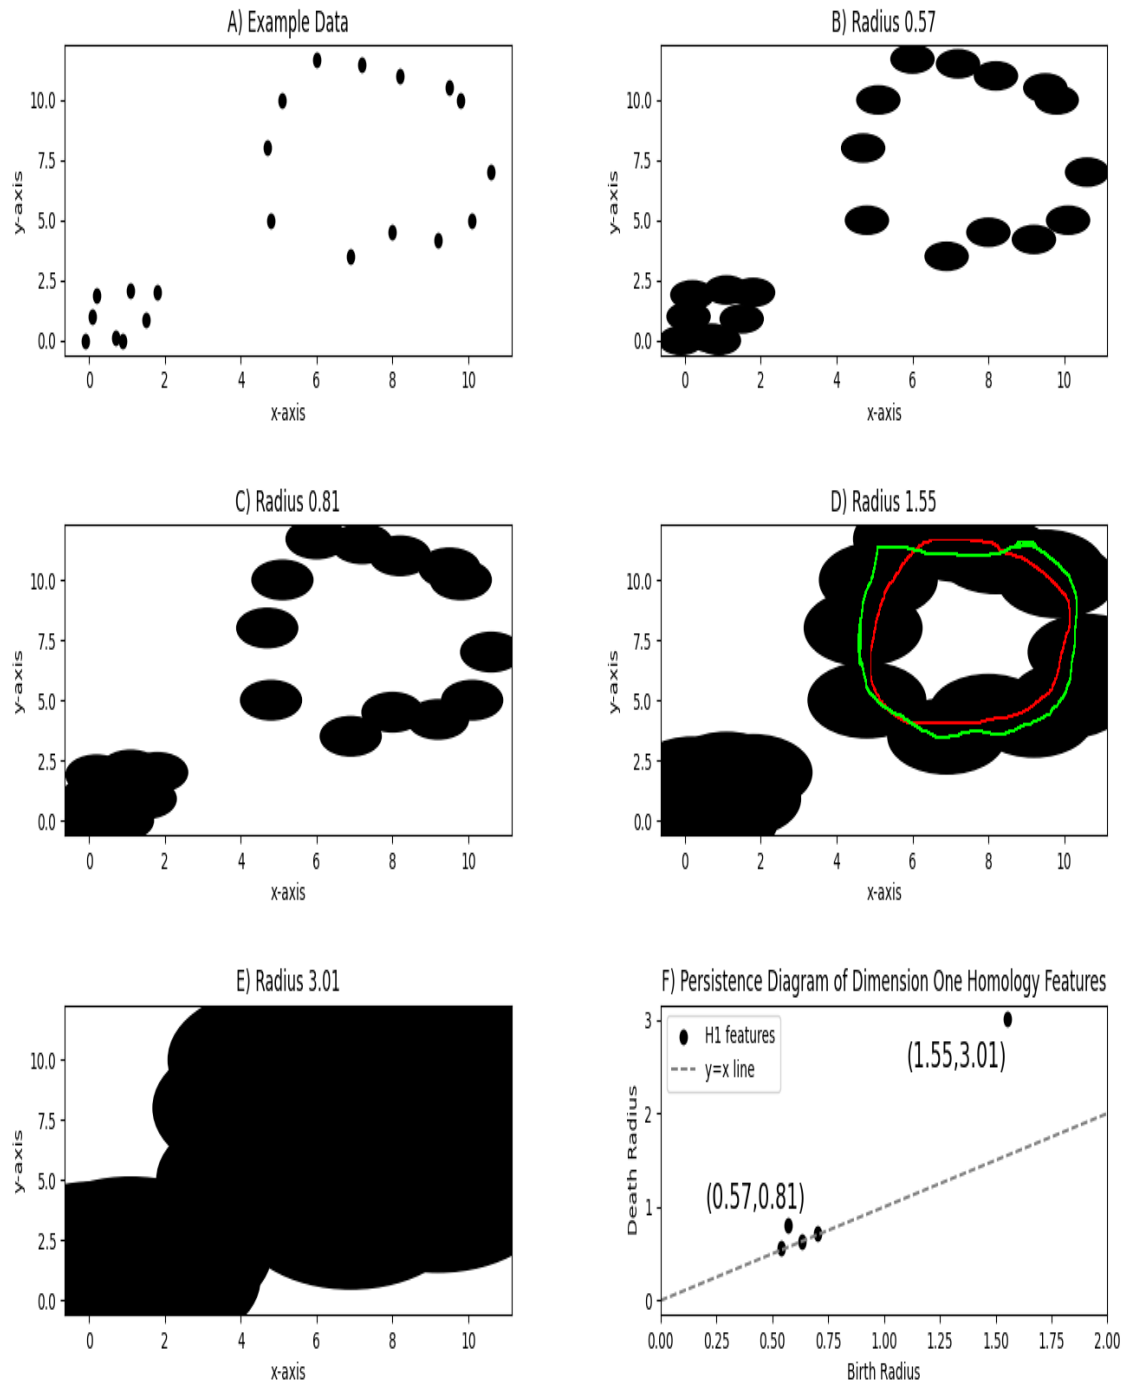 A) Example Data
10.0
7.5
5.0
2.5
0.0
y-axis
0 2 4 6 8 10
x-axis
B) Radius 0.57
10.0
7.5
5.0
2.5
0.0
y-axis
0 2 4 6 8 10
x-axis
C) Radius 0.81
10.0
7.5
5.0
2.5
0.0
y-axis
0 2 4 6 8 10
x-axis
D) Radius 1.55
10.0
7.5
5.0
2.5
0.0
y-axis
0 2 4 6 8 10
x-axis
E) Radius 3.01
10.0
7.5
5.0
2.5
0.0
y-axis
0 2 4 6 8 10
x-axis
F) Persistence Diagram of Dimension One Homology Features
3
2
1
0
Death Radius
H1 features
y=x line
(1.55,3.01)
(0.57,0.81)
0.00 0.25 0.50 0.75 1.00 1.25 1.50 1.75 2.00
Birth Radius